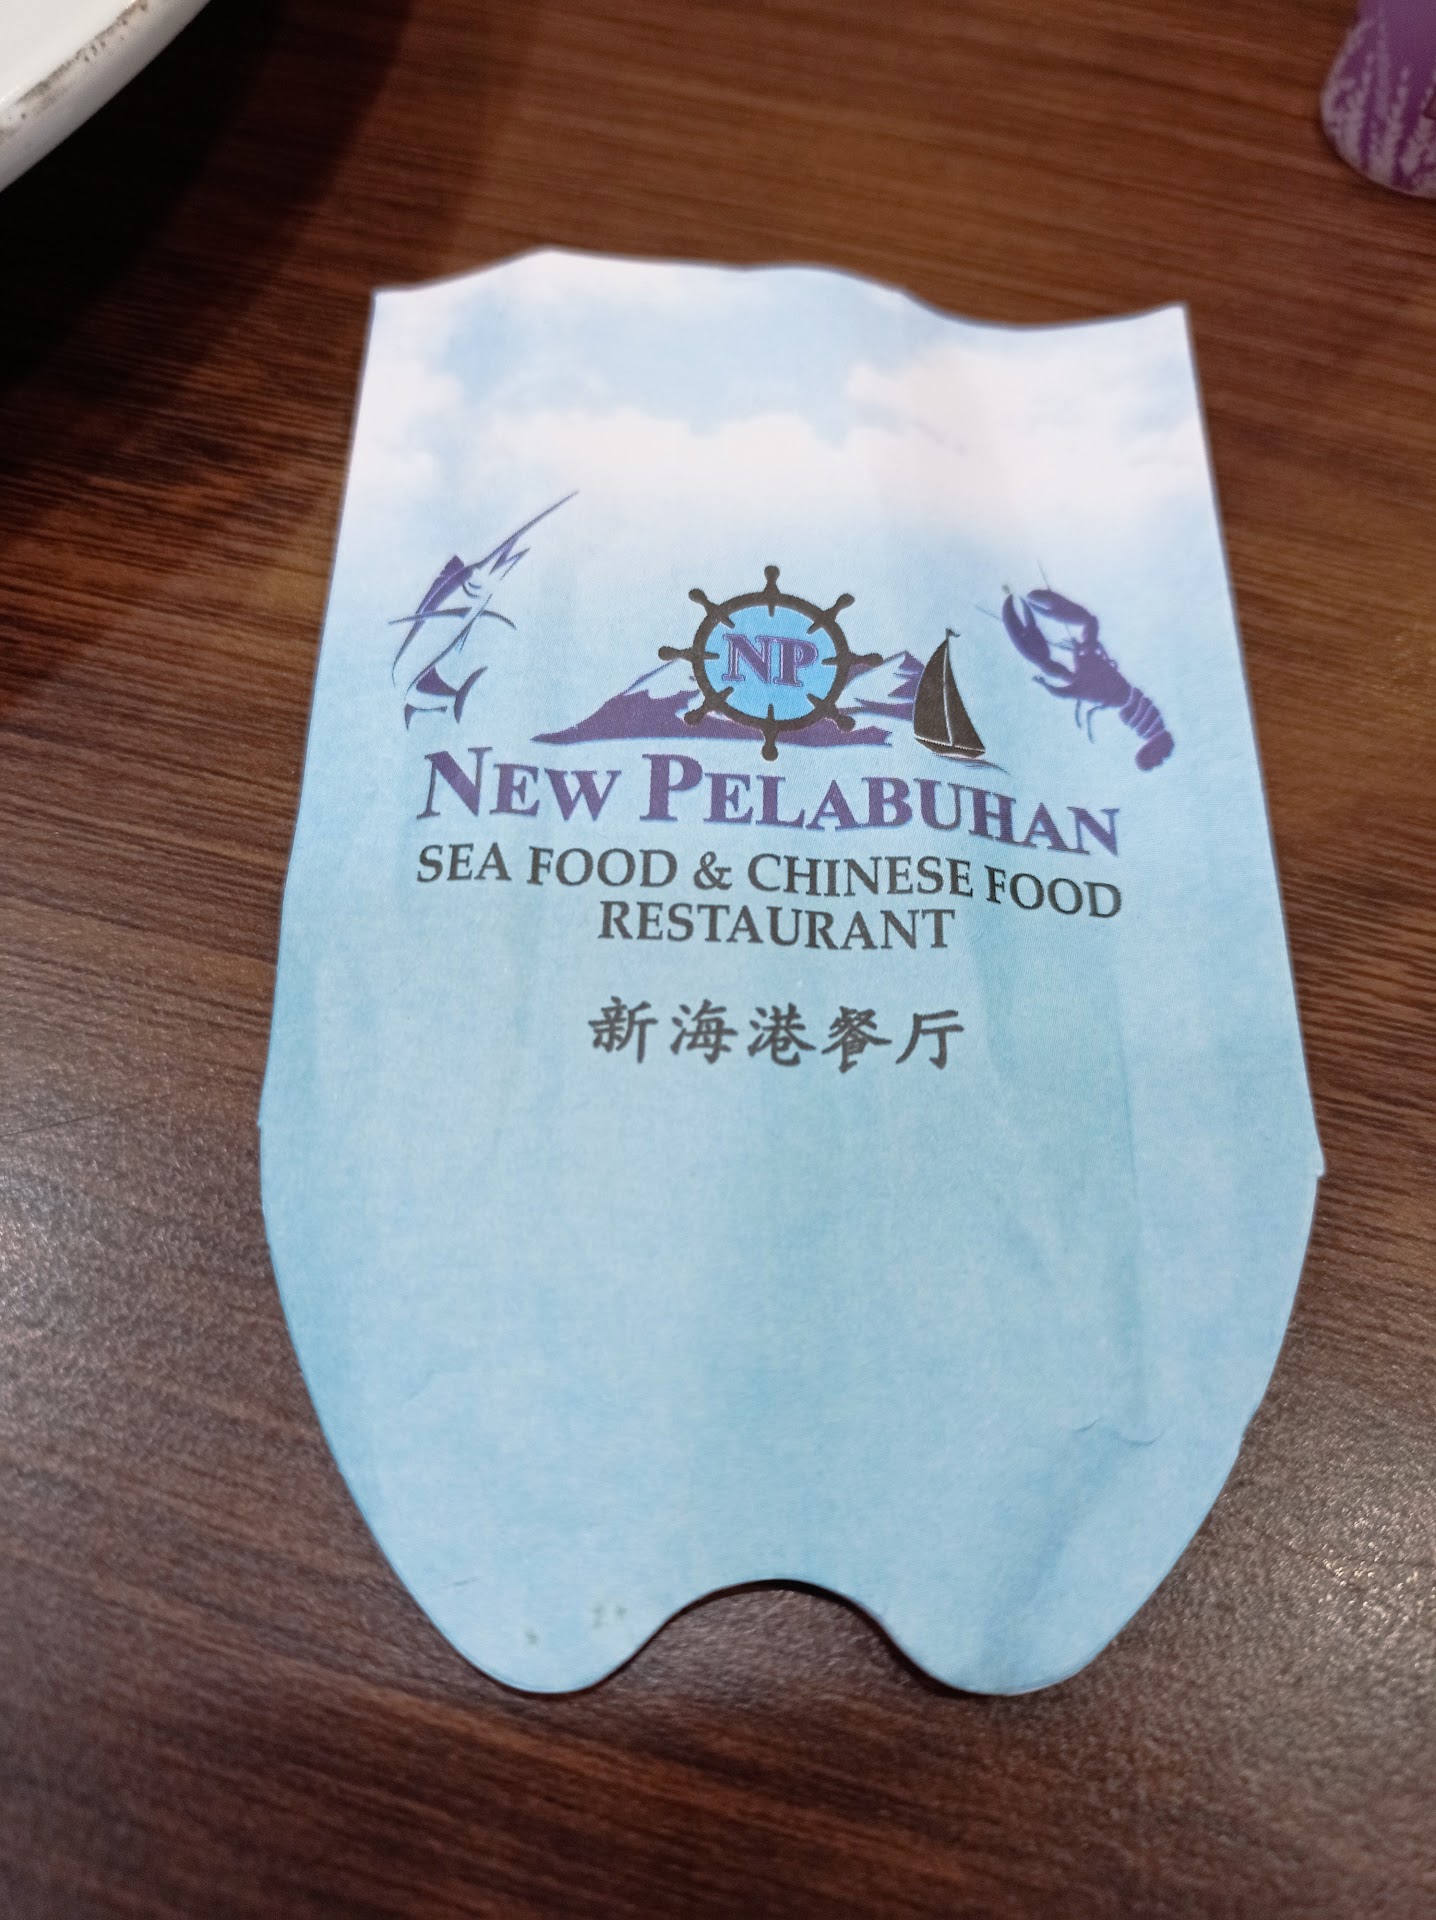 NP
NEW PELABUHAN
SEA FOOD & CHINESE FOOD
RESTAURANT
新海港餐厅